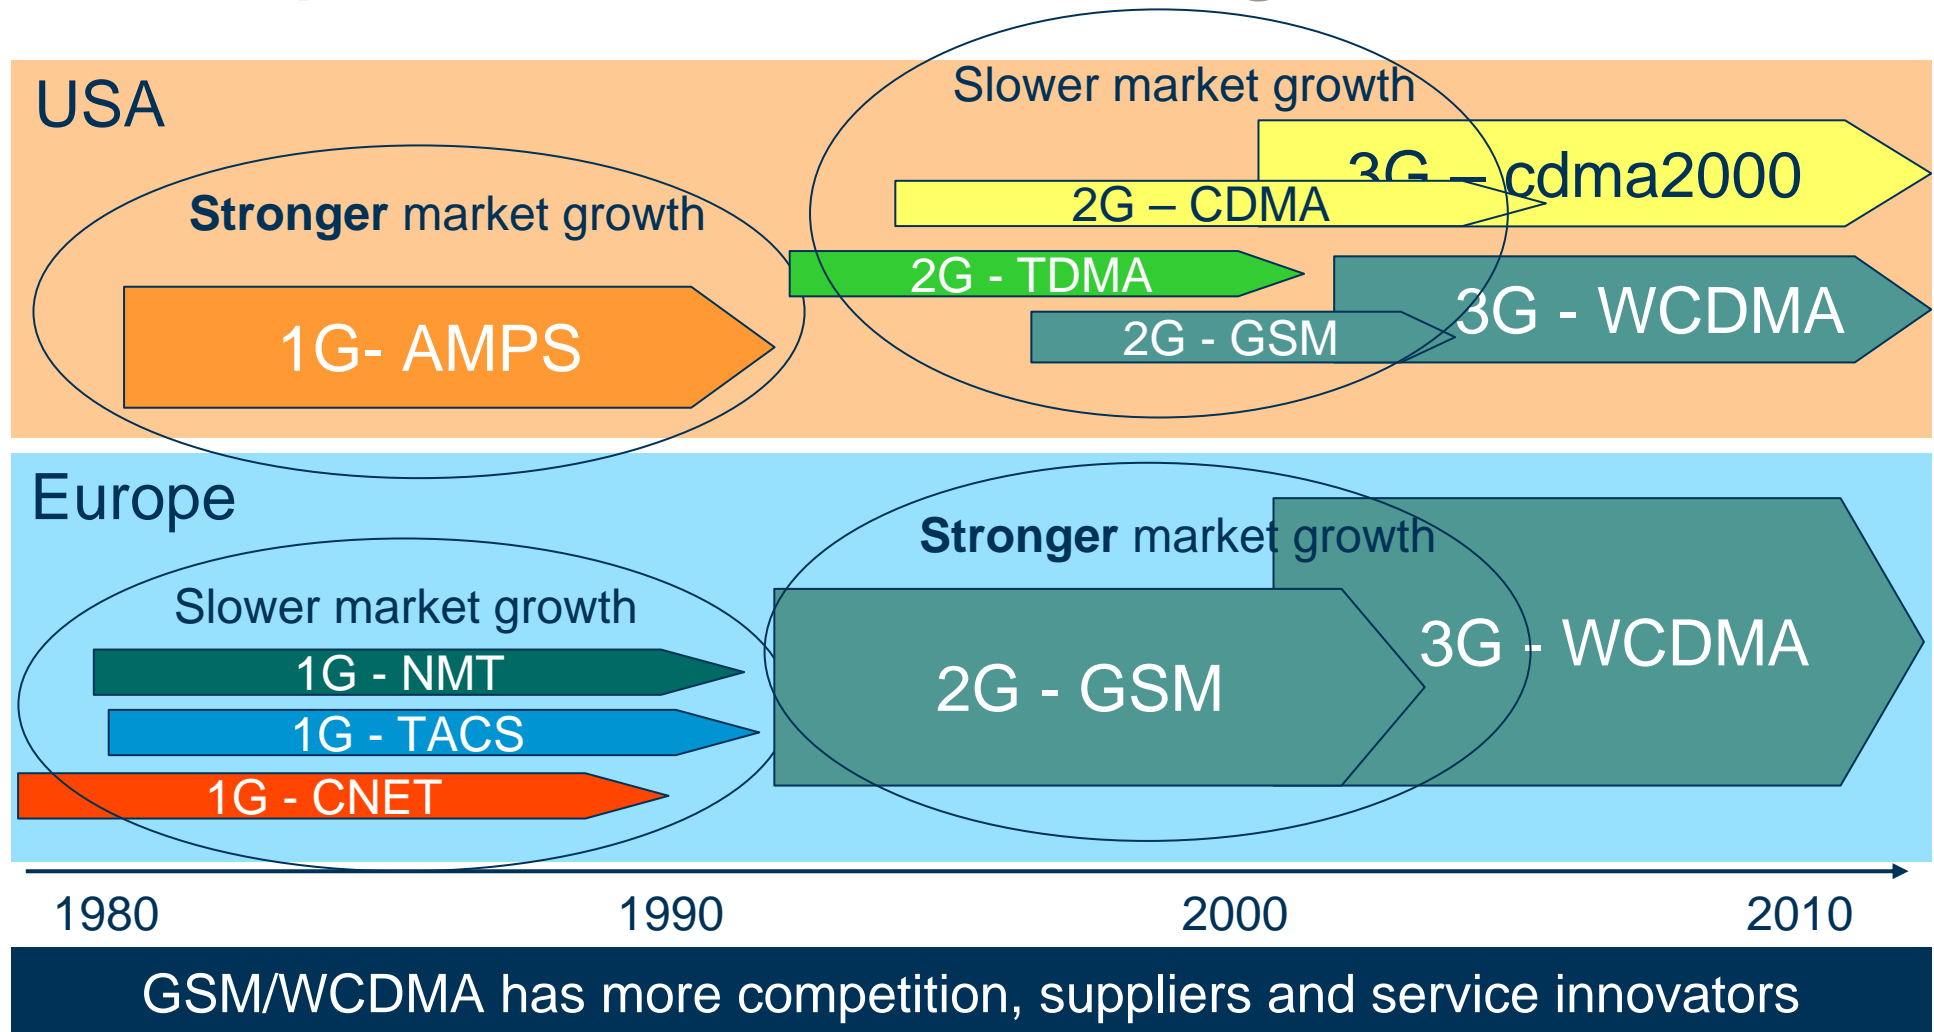 USA
Slower market growth
3G – cdma2000
2G – CDMA
Stronger market growth
2G - TDMA
3G - WCDMA
2G - GSM
1G- AMPS
Europe
Stronger market growth
Slower market growth
3G - WCDMA
1G - NMT
2G - GSM
1G - TACS
1G - CNET
1980 1990 2000 2010
GSM/WCDMA has more competition, suppliers and service innovators